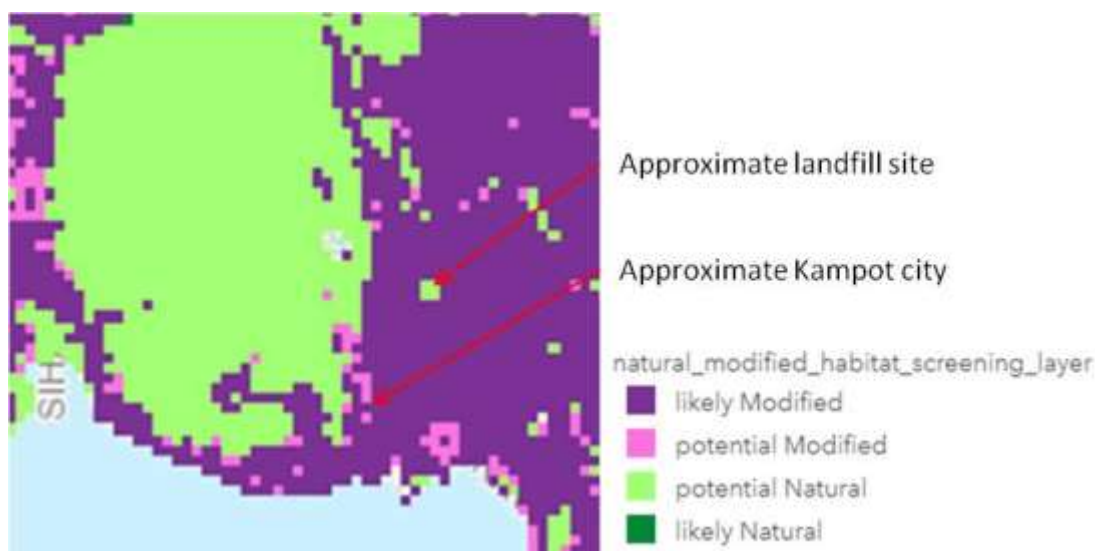 Approximate landfill site
Approximate Kampot city
SIH
natural_modified_habitat_screening_layer
likely Modified
potential Modified
potential Natural
likely Natural